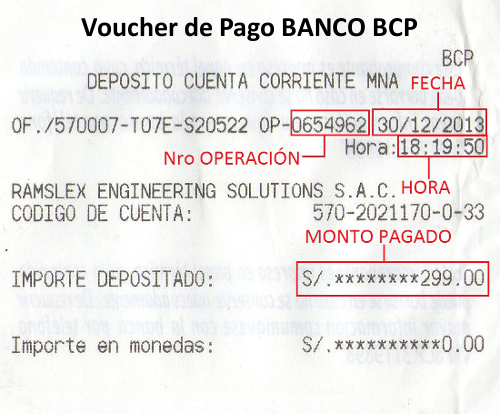 Voucher de Pago BANCO BCP
BCP
DEPOSITO CUENTA CORRIENTE MNA FECHA
OF./570007-T07E-S20522 OP-0654962 30/12/2013
Nro OPERACIÓN Hora:18:19:50
RAMSLEX ENGINEERING SOLUTIONS S.A.C. HORA
CODIGO DE CUENTA: 570-2021170-0-33
MONTO PAGADO
IMPORTE DEPOSITADO: S/.********299.00
Importe en monedas: S/.**********0.00